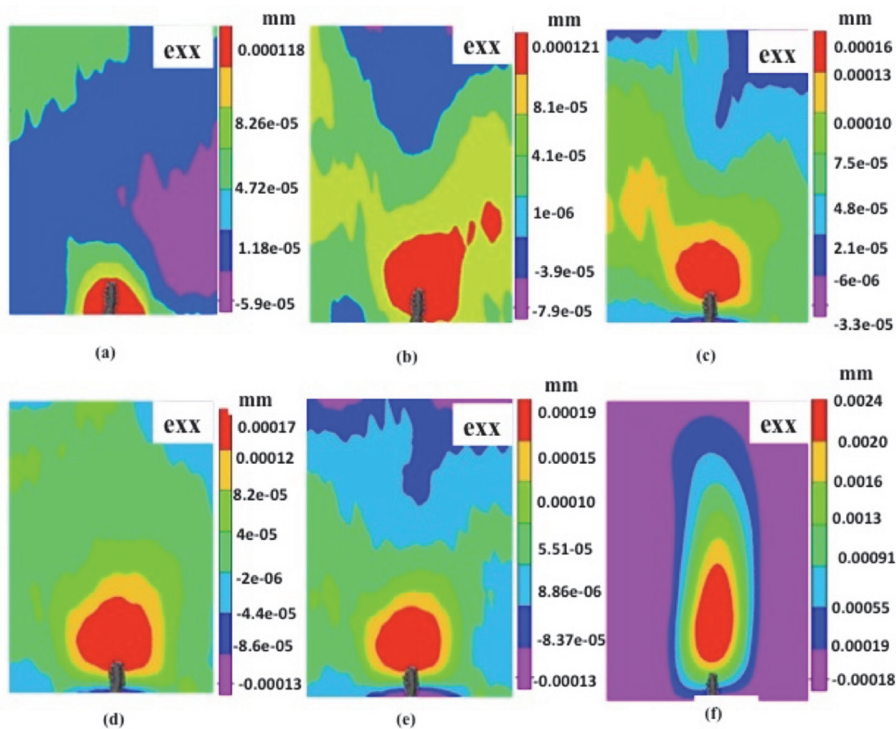 mm
exx
0.000118
8.26e-05
4.72e-05
1.18e-05
-5.9e-05
(a)
mm
exx
0.000121
8.1e-05
4.1e-05
1e-06
-3.9e-05
-7.9e-05
(b)
mm
exx
0.00016
0.00013
0.00010
7.5e-05
4.8e-05
2.1e-05
-6e-06
-3.3e-05
(c)
mm
exx
0.00017
0.00012
8.2e-05
4e-05
-2e-06
-4.4e-05
-8.6e-05
-0.00013
(d)
mm
exx
0.00019
0.00015
0.00010
5.51-05
8.86e-06
-8.37e-05
-0.00013
(e)
mm
exx
0.0024
0.0020
0.0016
0.0013
0.00091
0.00055
0.00019
-0.00018
(f)